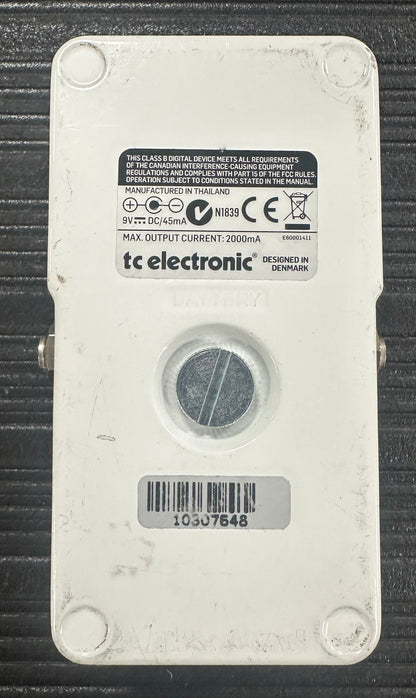 THIS CLASS B DIGITAL DEVICE MEETS ALL REQUIREMENTS
OF THE CANADIAN INTERFERENCE-CAUSING EQUIPMENT
REGULATIONS AND COMPLIES WITH PART 15 OF THE FCC RULES.
OPERATION SUBJECT TO CONDITIONS STATED IN THE MANUAL.
MANUFACTURED IN THAILAND
9V DC/45mA N1839 CE
MAX. OUTPUT CURRENT: 2000mA E60001411
tc electronic® DESIGNED IN
DENMARK
BATTERY
10307648